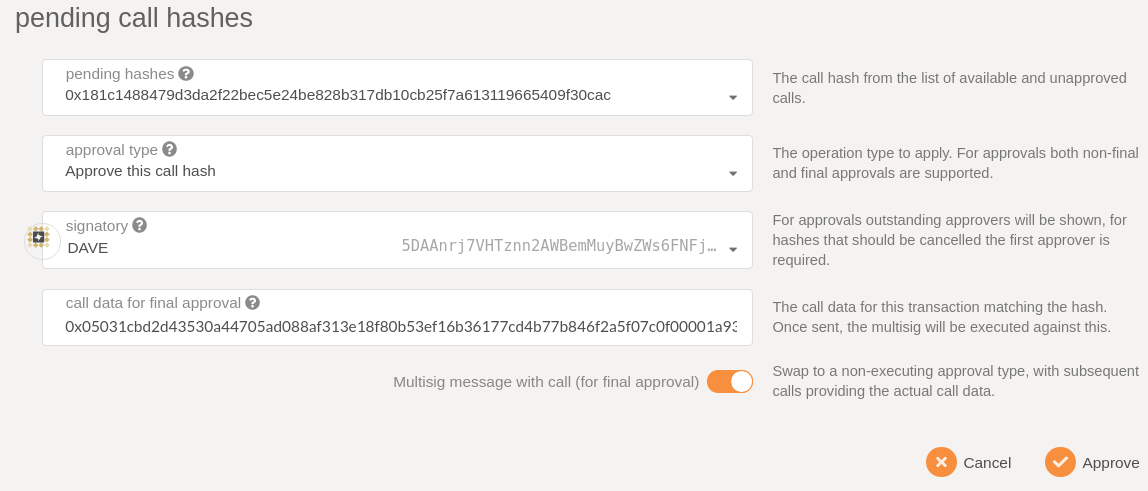 pending call hashes
pending hashes
0x181c1488479d3da2f22bec5e24be828b317db10cb25f7a613119665409f30cac
The call hash from the list of available and unapproved
calls.
approval type
Approve this call hash
The operation type to apply. For approvals both non-final
and final approvals are supported.
signatory
DAVE
5DAAnrj7VHTznn2AWBemMuyBwZWs6FNFj…
For approvals outstanding approvers will be shown, for
hashes that should be cancelled the first approver is
required.
call data for final approval
0x05031cbd2d43530a44705ad088af313e18f80b53ef16b36177cd4b77b846f2a5f07c0f00001a93
The call data for this transaction matching the hash.
Once sent, the multisig will be executed against this.
Multisig message with call (for final approval)
Swap to a non-executing approval type, with subsequent
calls providing the actual call data.
Cancel
Approve